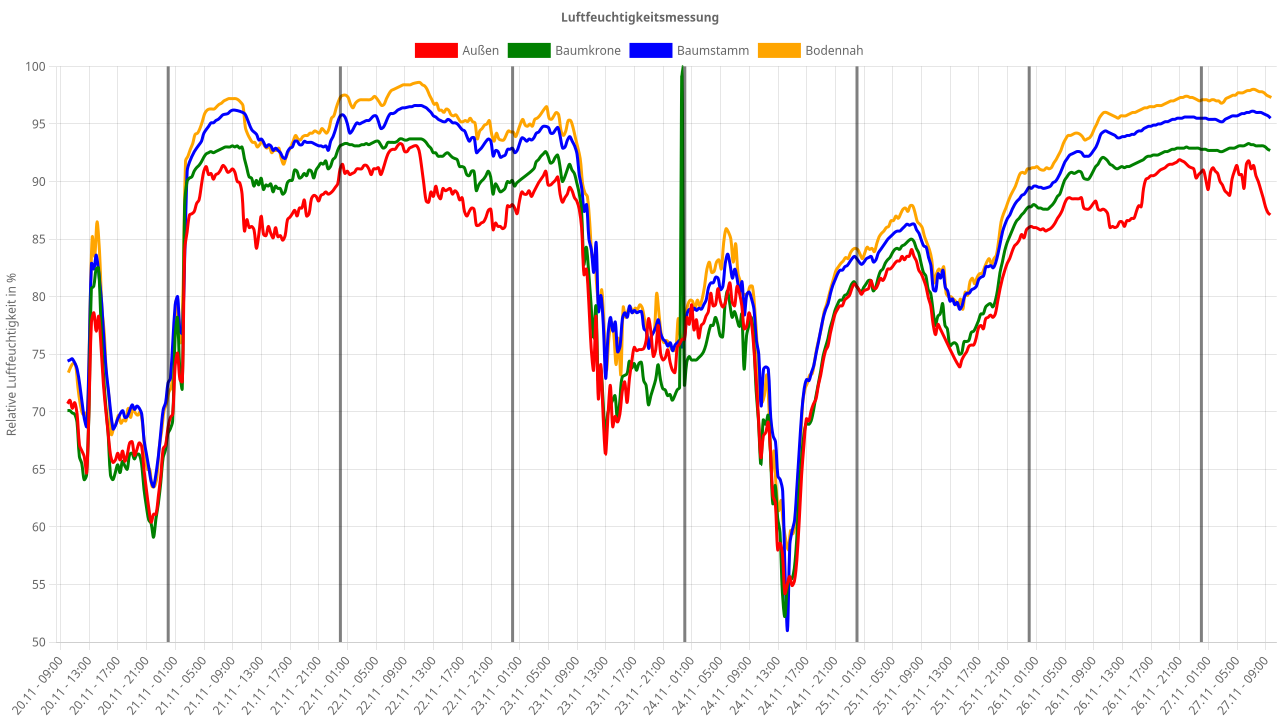 Luftfeuchtigkeitsmessung
Außen Baumkrone Baumstamm Bodennah
Relative Luftfeuchtigkeit in %
100
95
90
85
80
75
70
65
60
55
50
20.11 - 09:00
20.11 - 13:00
20.11 - 17:00
20.11 - 21:00
21.11 - 01:00
21.11 - 05:00
21.11 - 09:00
21.11 - 13:00
21.11 - 17:00
21.11 - 21:00
22.11 - 01:00
22.11 - 05:00
22.11 - 09:00
22.11 - 13:00
22.11 - 17:00
22.11 - 21:00
23.11 - 01:00
23.11 - 05:00
23.11 - 09:00
23.11 - 13:00
23.11 - 17:00
23.11 - 21:00
24.11 - 01:00
24.11 - 05:00
24.11 - 09:00
24.11 - 13:00
24.11 - 17:00
24.11 - 21:00
25.11 - 01:00
25.11 - 05:00
25.11 - 09:00
25.11 - 13:00
25.11 - 17:00
25.11 - 21:00
26.11 - 01:00
26.11 - 05:00
26.11 - 09:00
26.11 - 13:00
26.11 - 17:00
26.11 - 21:00
27.11 - 01:00
27.11 - 05:00
27.11 - 09:00